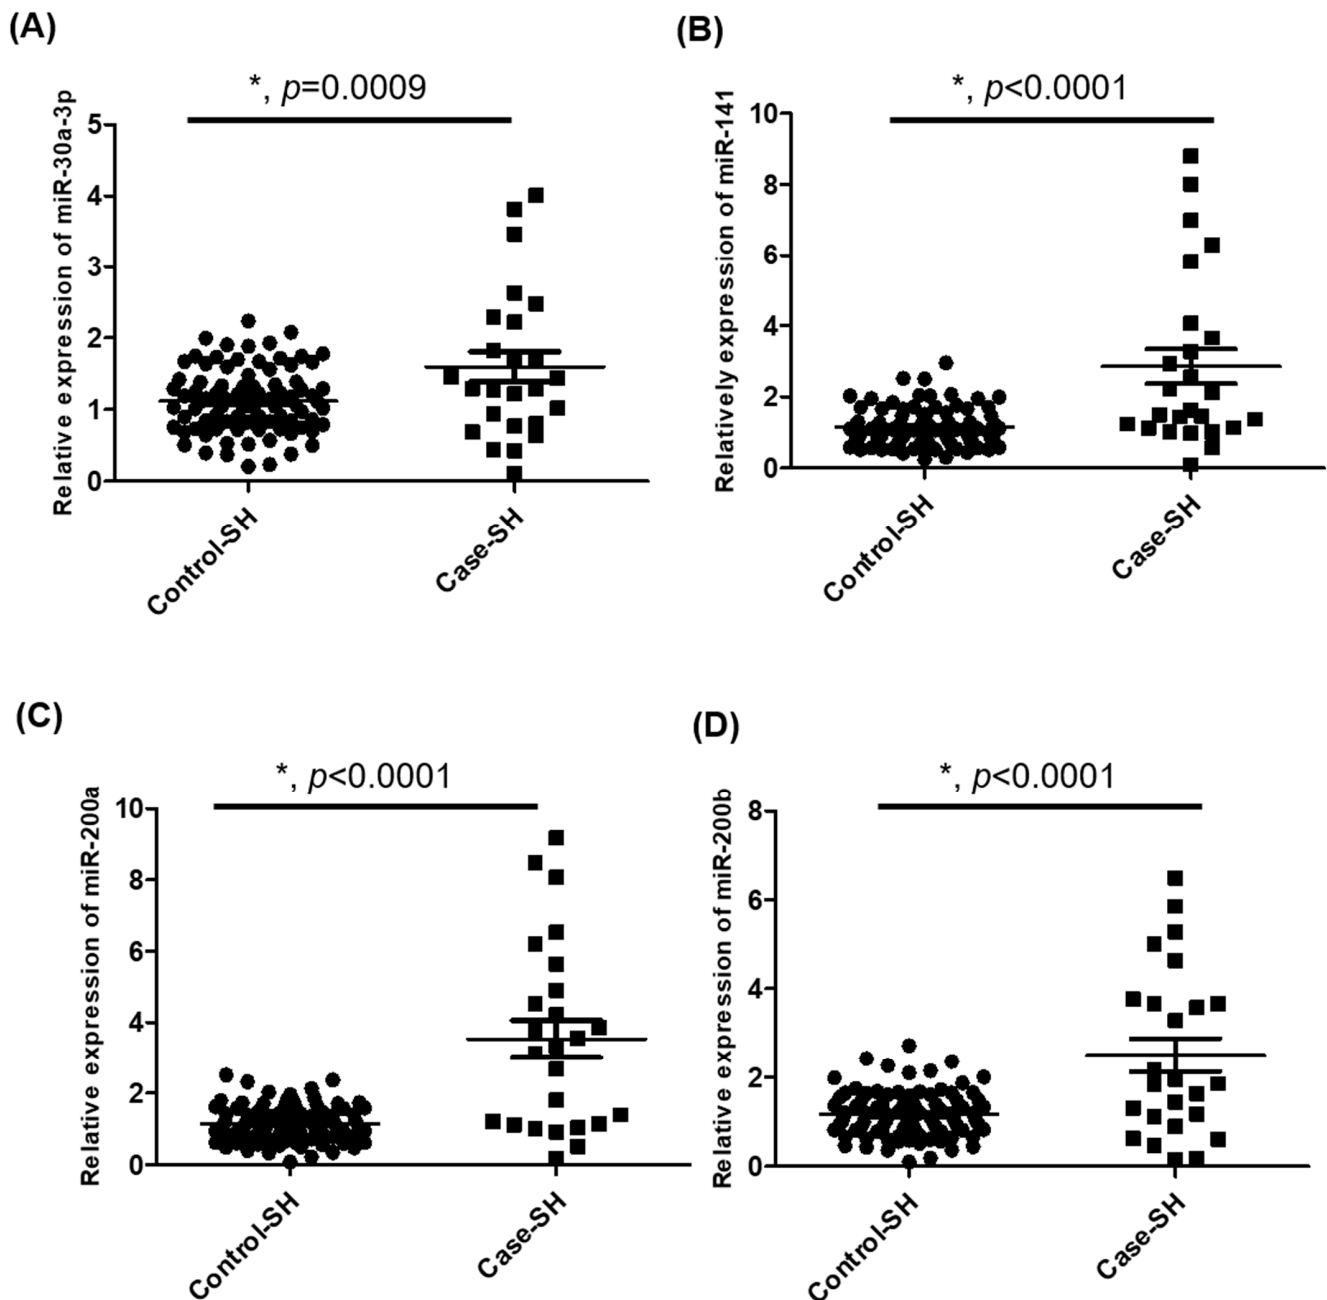 (A)
*, p=0.0009
Relative expression of miR-30a-3p
5
4
3
2
1
0
Control-SH
Case-SH
(B)
*, p<0.0001
Relatively expression of miR-141
10
8
6
4
2
0
Control-SH
Case-SH
(C)
*, p<0.0001
Relative expression of miR-200a
10
8
6
4
2
0
Control-SH
Case-SH
(D)
*, p<0.0001
Relative expression of miR-200b
8
6
4
2
0
Control-SH
Case-SH